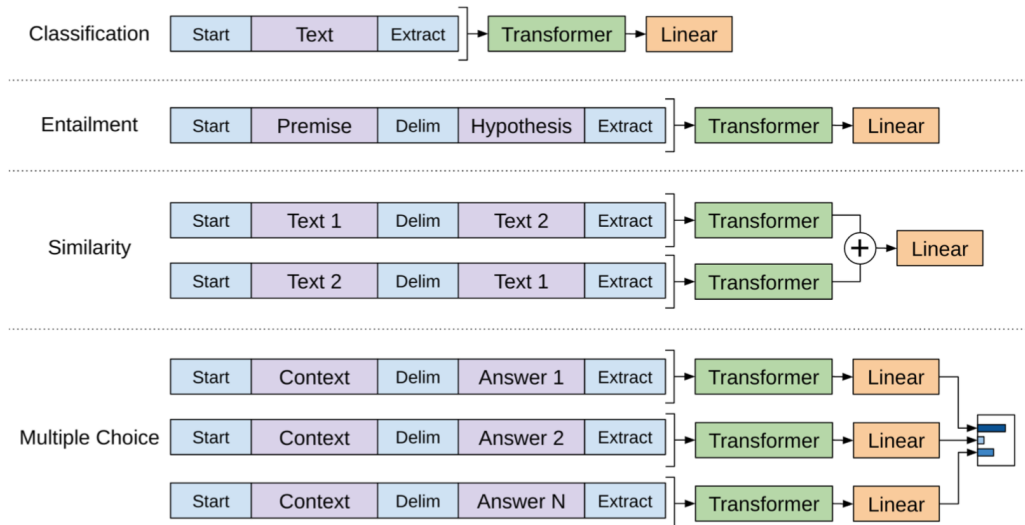 Classification Start Text Extract Transformer Linear
Entailment Start Premise Delim Hypothesis Extract Transformer Linear
Similarity
Start Text 1 Delim Text 2 Extract Transformer
+ Linear
Start Text 2 Delim Text 1 Extract Transformer
Multiple Choice
Start Context Delim Answer 1 Extract Transformer Linear
Start Context Delim Answer 2 Extract Transformer Linear
Start Context Delim Answer N Extract Transformer Linear